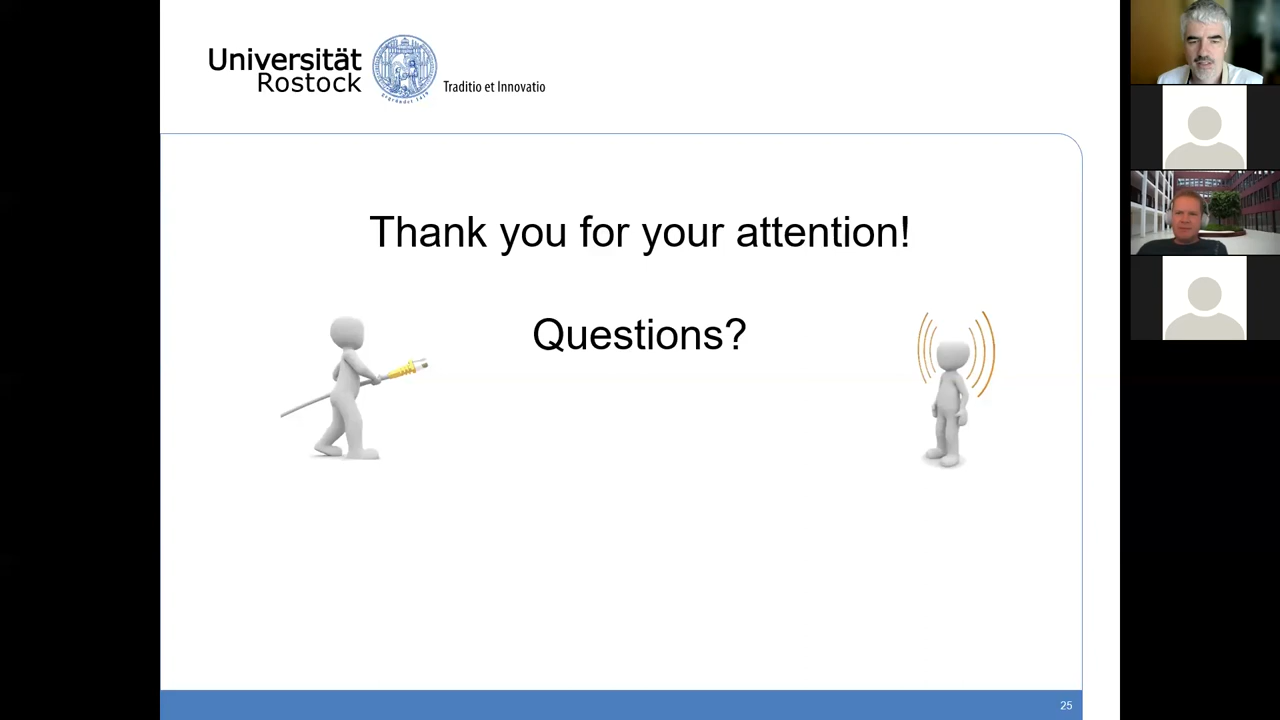 Universität
Rostock
Traditio et Innovatio
Thank you for your attention!
Questions?
25